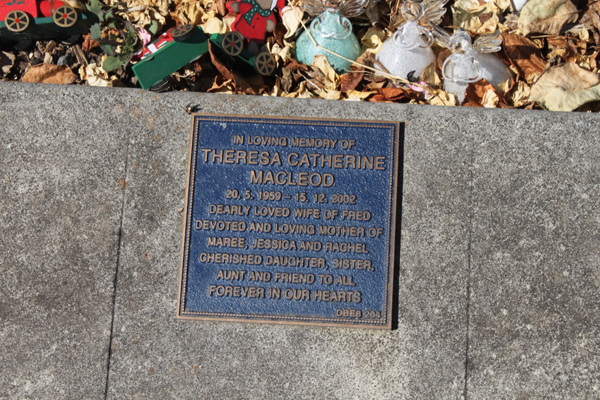 IN LOVING MEMORY OF
THERESA CATHERINE
MACLEOD
20. 5. 1959 - 15. 12. 2002
DEARLY LOVED WIFE OF FRED
DEVOTED AND LOVING MOTHER OF
MAREE, JESSICA AND RACHEL
CHERISHED DAUGHTER, SISTER,
AUNT AND FRIEND TO ALL
FOREVER IN OUR HEARTS